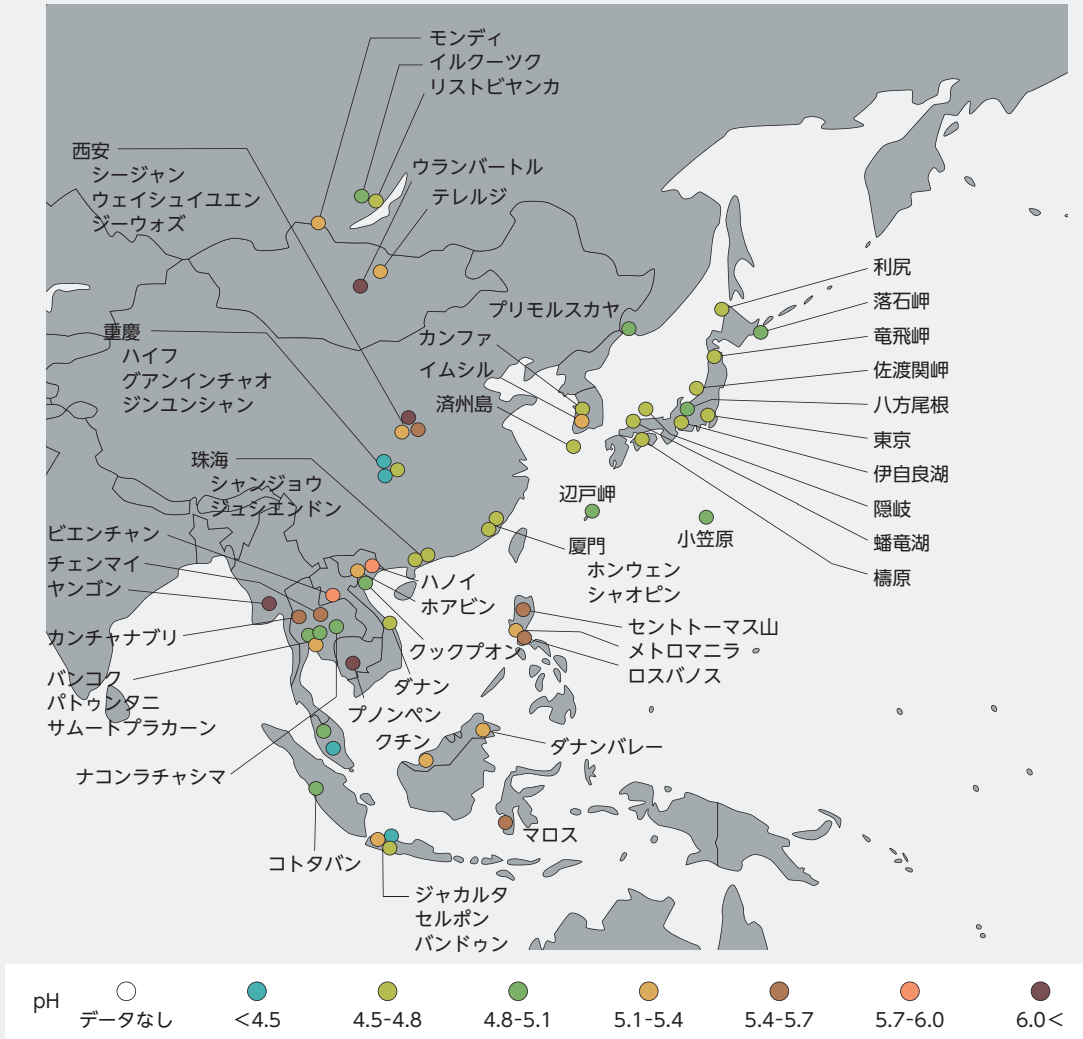 モンディ
イルクーツク
リストビヤンカ
西安
シージャン
ウェイシュイユエン
ジーウォズ
ウランバートル
テレルジ
利尻
落石岬
竜飛岬
佐渡関岬
八方尾根
東京
伊自良湖
隠岐
蟠竜湖
檮原
プリモルスカヤ
カンファ
イムシル
済州島
重慶
ハイフ
グアンインチャオ
ジンユンシャン
珠海
シャンジョウ
ジュシエンドン
辺戸岬
小笠原
厦門
ホンウェン
シャオピン
ビエンチャン
チェンマイ
ヤンゴン
カンチャナブリ
バンコク
パトゥンタニ
サムートプラカーン
ナコンラチャシマ
ハノイ
ホアビン
クックプオン
ダナン
プノンペン
クチン
セントトーマス山
メトロマニラ
ロスバノス
ダナンバレー
マロス
コトタバン
ジャカルタ
セルポン
バンドゥン
pH
データなし
<4.5
4.5-4.8
4.8-5.1
5.1-5.4
5.4-5.7
5.7-6.0
6.0<